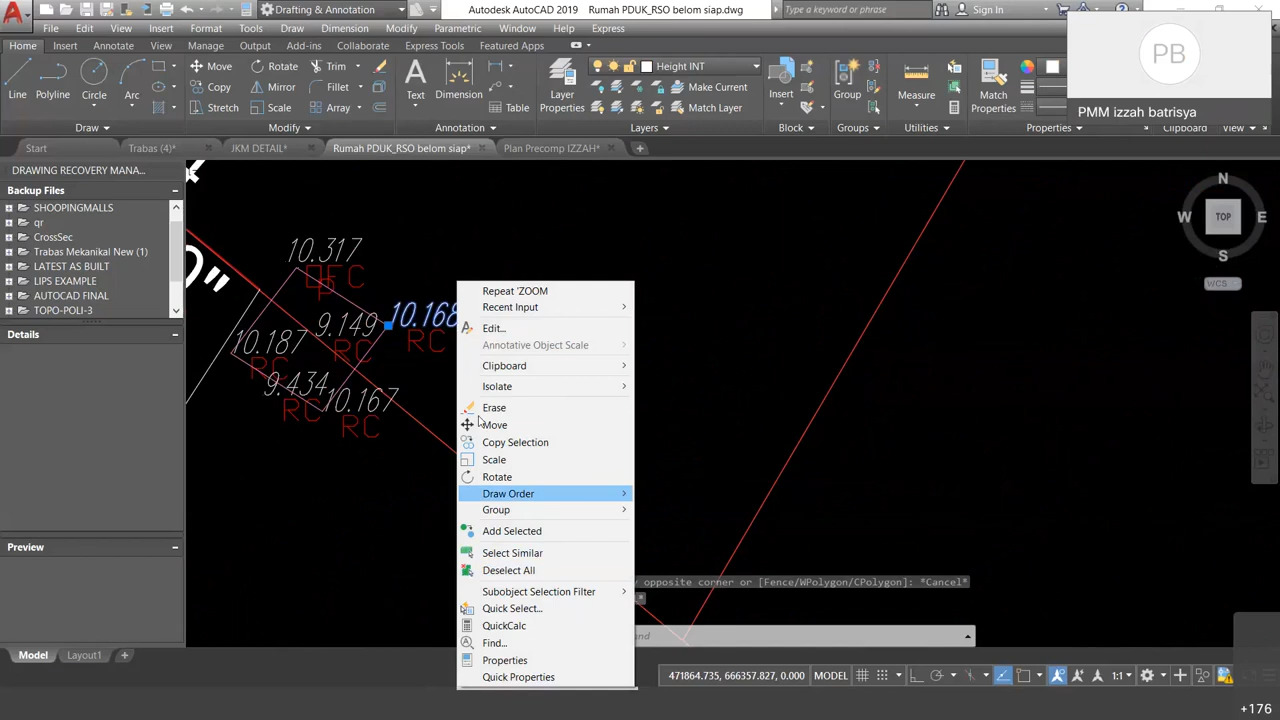 Drafting & Annotation
Autodesk AutoCAD 2019 Rumah PDUK_RSO belom siap.dwg
Type a keyword or phrase
Sign In
File Edit View Insert Format Tools Draw Dimension Modify Parametric Window Help Express
Home Insert Annotate View Manage Output Add-ins Collaborate Express Tools Featured Apps
PB
PMM izzah batrisya
Line Polyline Circle Arc
Move Rotate Trim
Copy Mirror Fillet
Stretch Scale Array
Text Dimension Table
Layer Properties
Height INT
Make Current
Match Layer
Insert
Group
Measure
Match Properties
Draw Modify Annotation Layers Block Groups Utilities Properties Clipboard View
Start Trabas (4)* JKM DETAIL* Rumah PDUK_RSO belom siap* Plan Precomp IZZAH*
DRAWING RECOVERY MANA...
Backup Files
SHOOPINGMALLS
qr
CrossSec
Trabas Mekanikal New (1)
LATEST AS BUILT
LIPS EXAMPLE
AUTOCAD FINAL
TOPO-POLI-3
Details
Preview
N
W TOP E
S
WCS
0"
10.317
10.168
RC
9.149
RC
10.187
RC
9.434
RC
10.167
RC
Repeat 'ZOOM
Recent Input
Edit...
Annotative Object Scale
Clipboard
Isolate
Erase
Move
Copy Selection
Scale
Rotate
Draw Order
Group
Add Selected
Select Similar
Deselect All
Subobject Selection Filter
Quick Select...
QuickCalc
Find...
Properties
Quick Properties
opposite corner or [Fence/WPolygon/CPolygon]: *Cancel*
Model Layout1
471864.735, 666357.827, 0.000 MODEL
1:1
+176